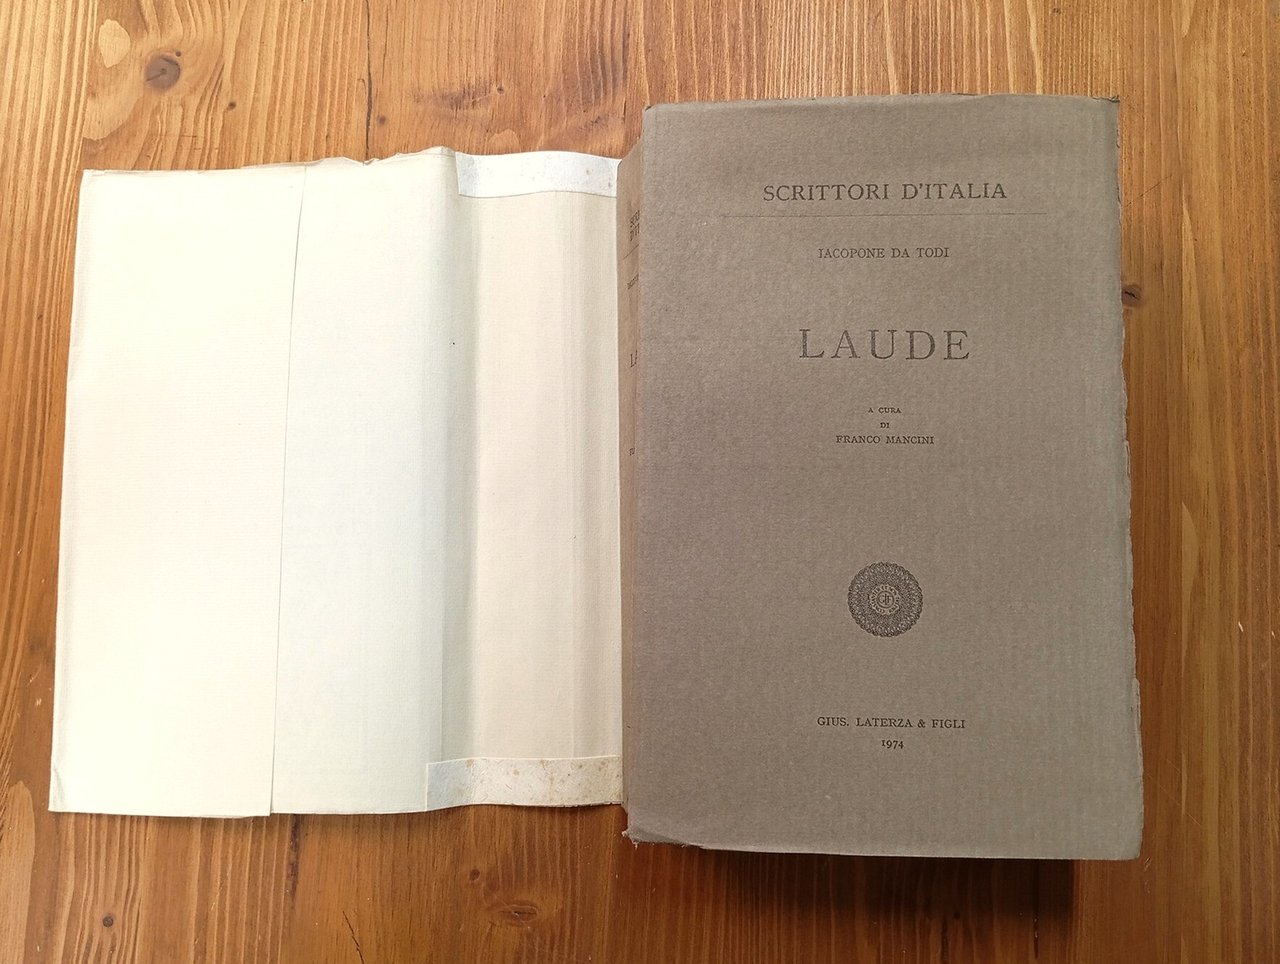 SCRITTORI D'ITALIA
IACOPONE DA TODI
LAUDE
A CURA
DI
FRANCO MANCINI
GIUS. LATERZA & FIGLI
1974